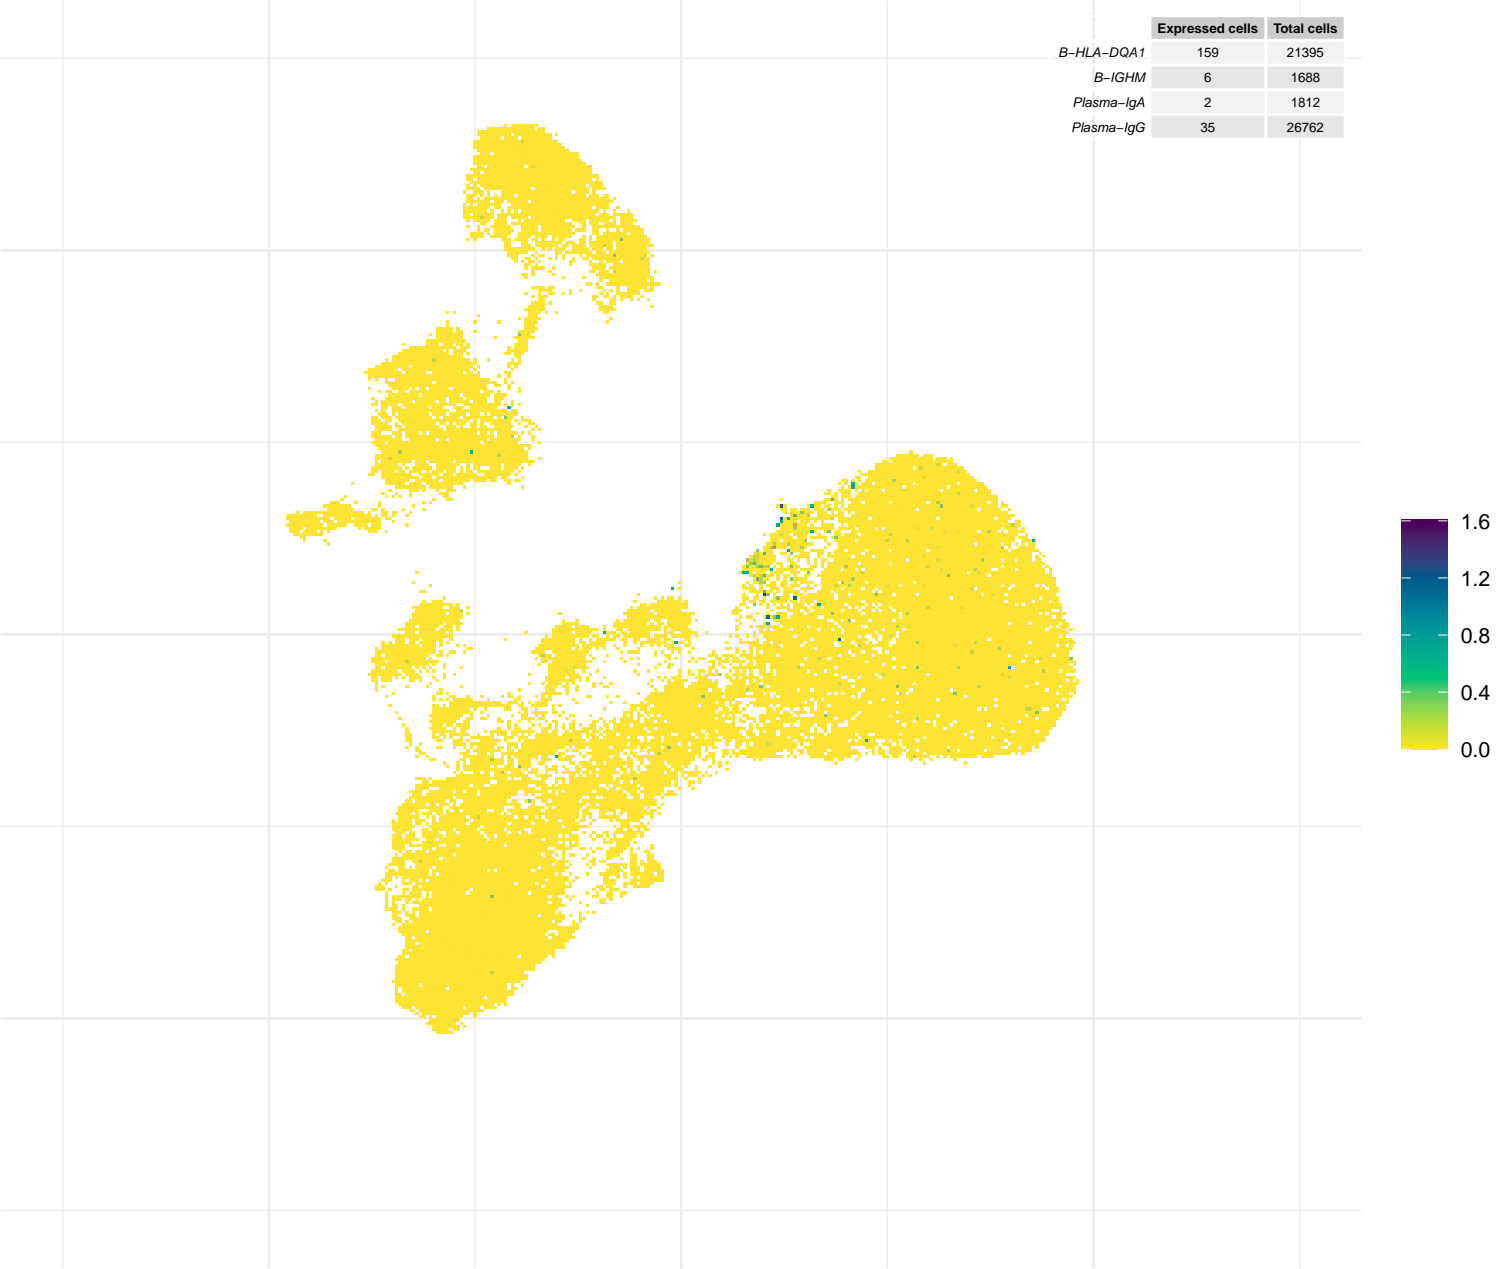 Expressed cells Total cells
B−HLA−DQA1 159 21395
B−IGHM 6 1688
Plasma−IgA 2 1812
Plasma−IgG 35 26762
1.6
1.2
0.8
0.4
0.0